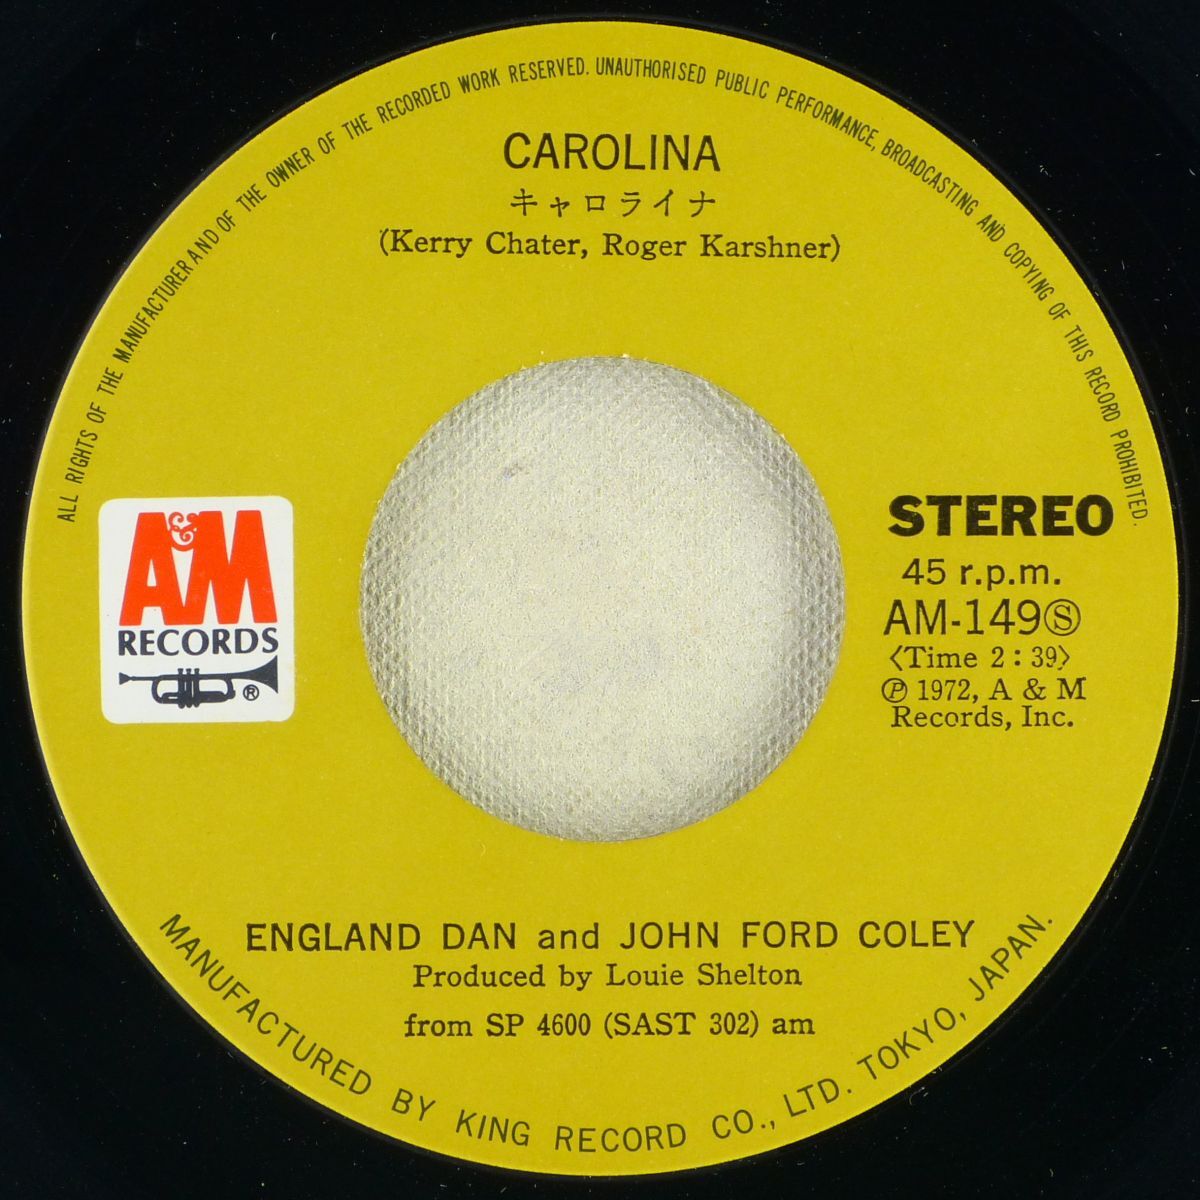 ALL RIGHTS OF THE MANUFACTURER AND OF THE OWNER OF THE RECORDED WORK RESERVED. UNAUTHORISED PUBLIC PERFORMANCE, BROADCASTING AND COPYING OF THIS RECORD PROHIBITED.
CAROLINA
キャロライナ
(Kerry Chater, Roger Karshner)
A&M
RECORDS
®
STEREO
45 r.p.m.
AM-149Ⓢ
〈Time 2:39〉
Ⓟ 1972, A & M
Records, Inc.
ENGLAND DAN and JOHN FORD COLEY
Produced by Louie Shelton
from SP 4600 (SAST 302) am
MANUFACTURED BY KING RECORD CO., LTD. TOKYO, JAPAN.